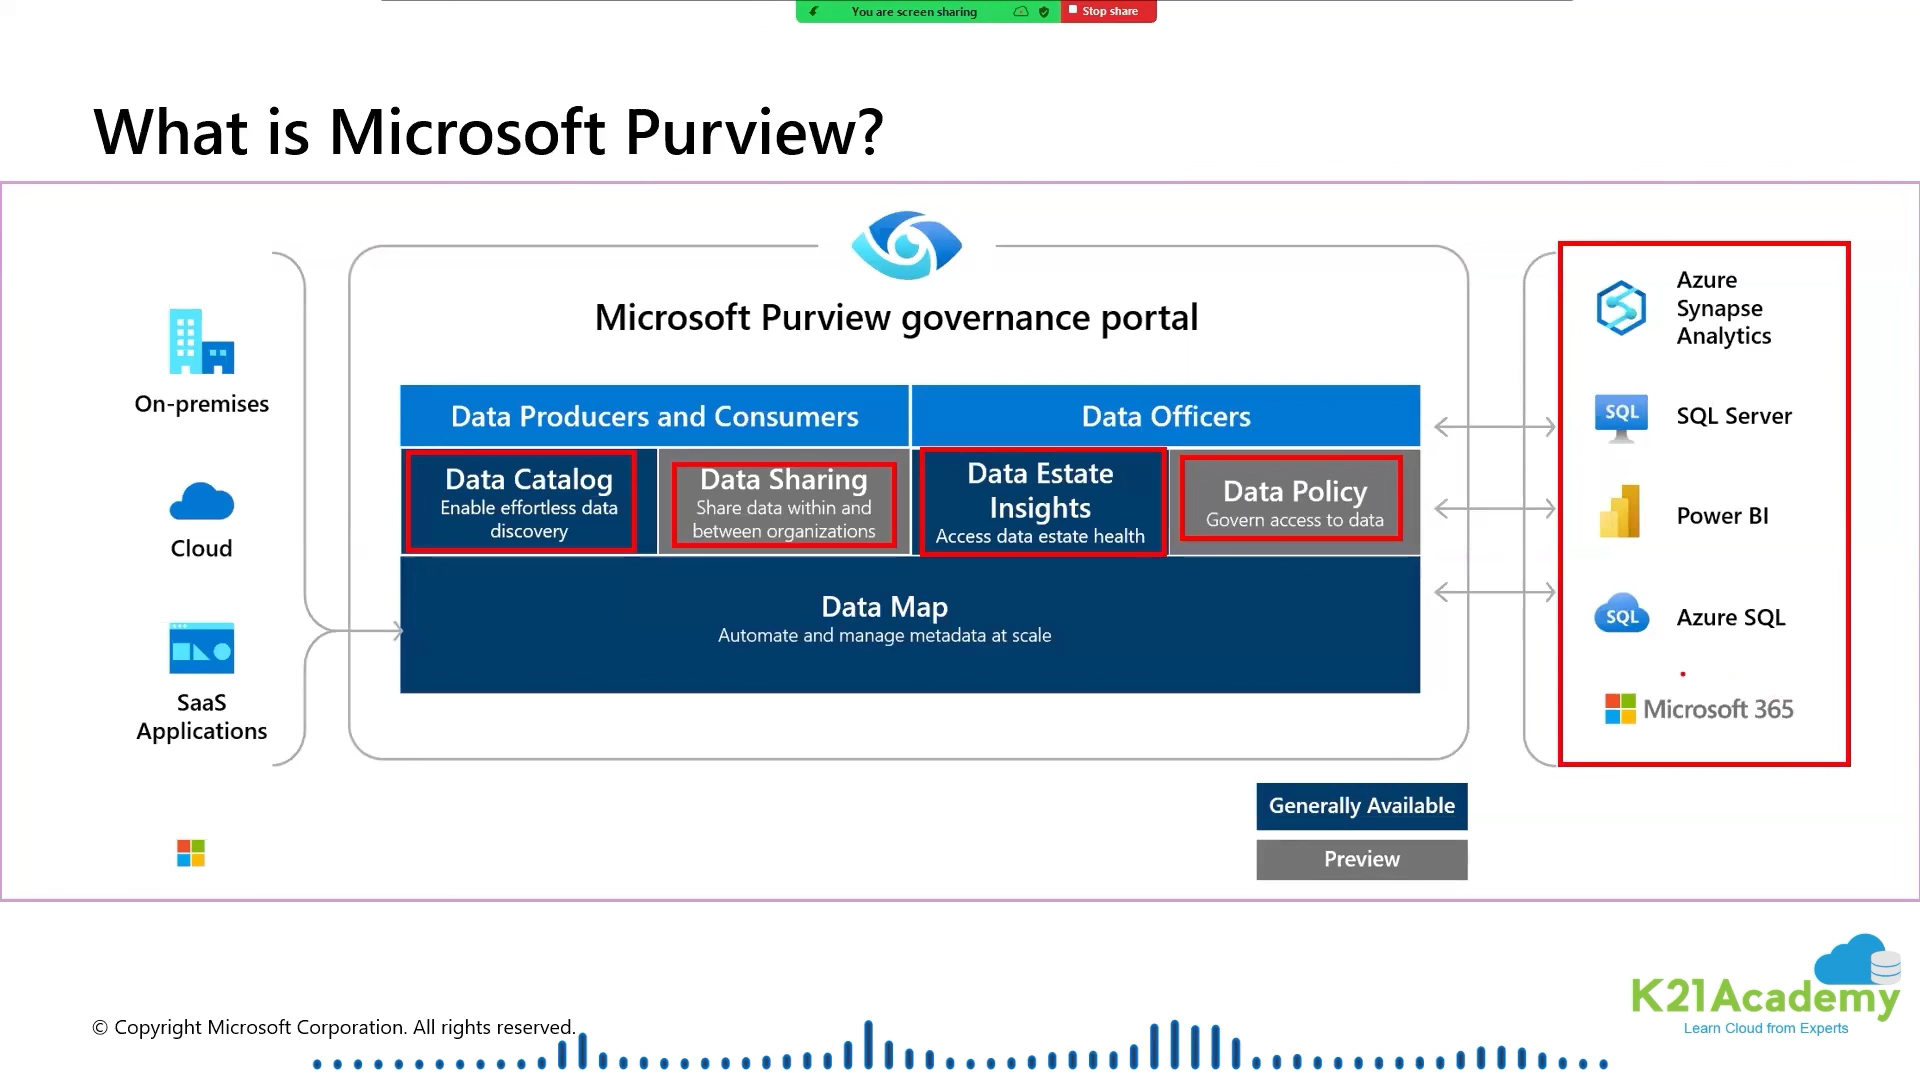 You are screen sharing
Stop share
What is Microsoft Purview?
Microsoft Purview governance portal
On-premises
Cloud
SaaS
Applications
Data Producers and Consumers
Data Officers
Data Catalog
Enable effortless data
discovery
Data Sharing
Share data within and
between organizations
Data Estate
Insights
Access data estate health
Data Policy
Govern access to data
Data Map
Automate and manage metadata at scale
Azure
Synapse
Analytics
SQL
SQL Server
Power BI
SQL
Azure SQL
Microsoft 365
Generally Available
Preview
© Copyright Microsoft Corporation. All rights reserved.
K21Academy
Learn Cloud from Experts